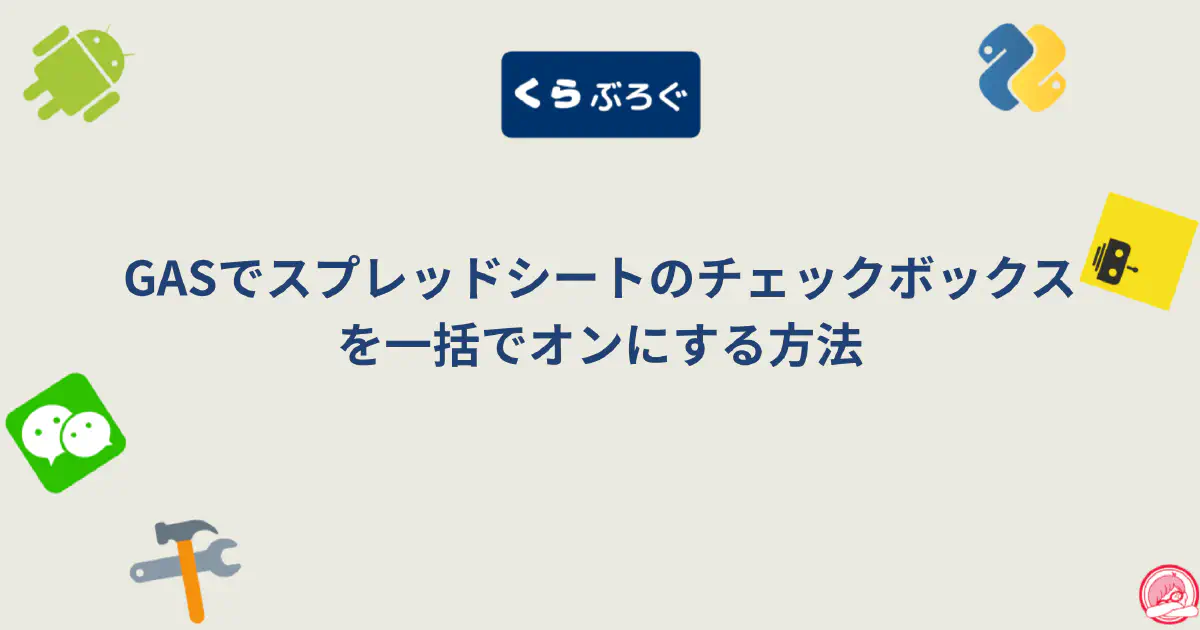 くらぶろぐ
GASでスプレッドシートのチェックボックス
を一括でオンにする方法